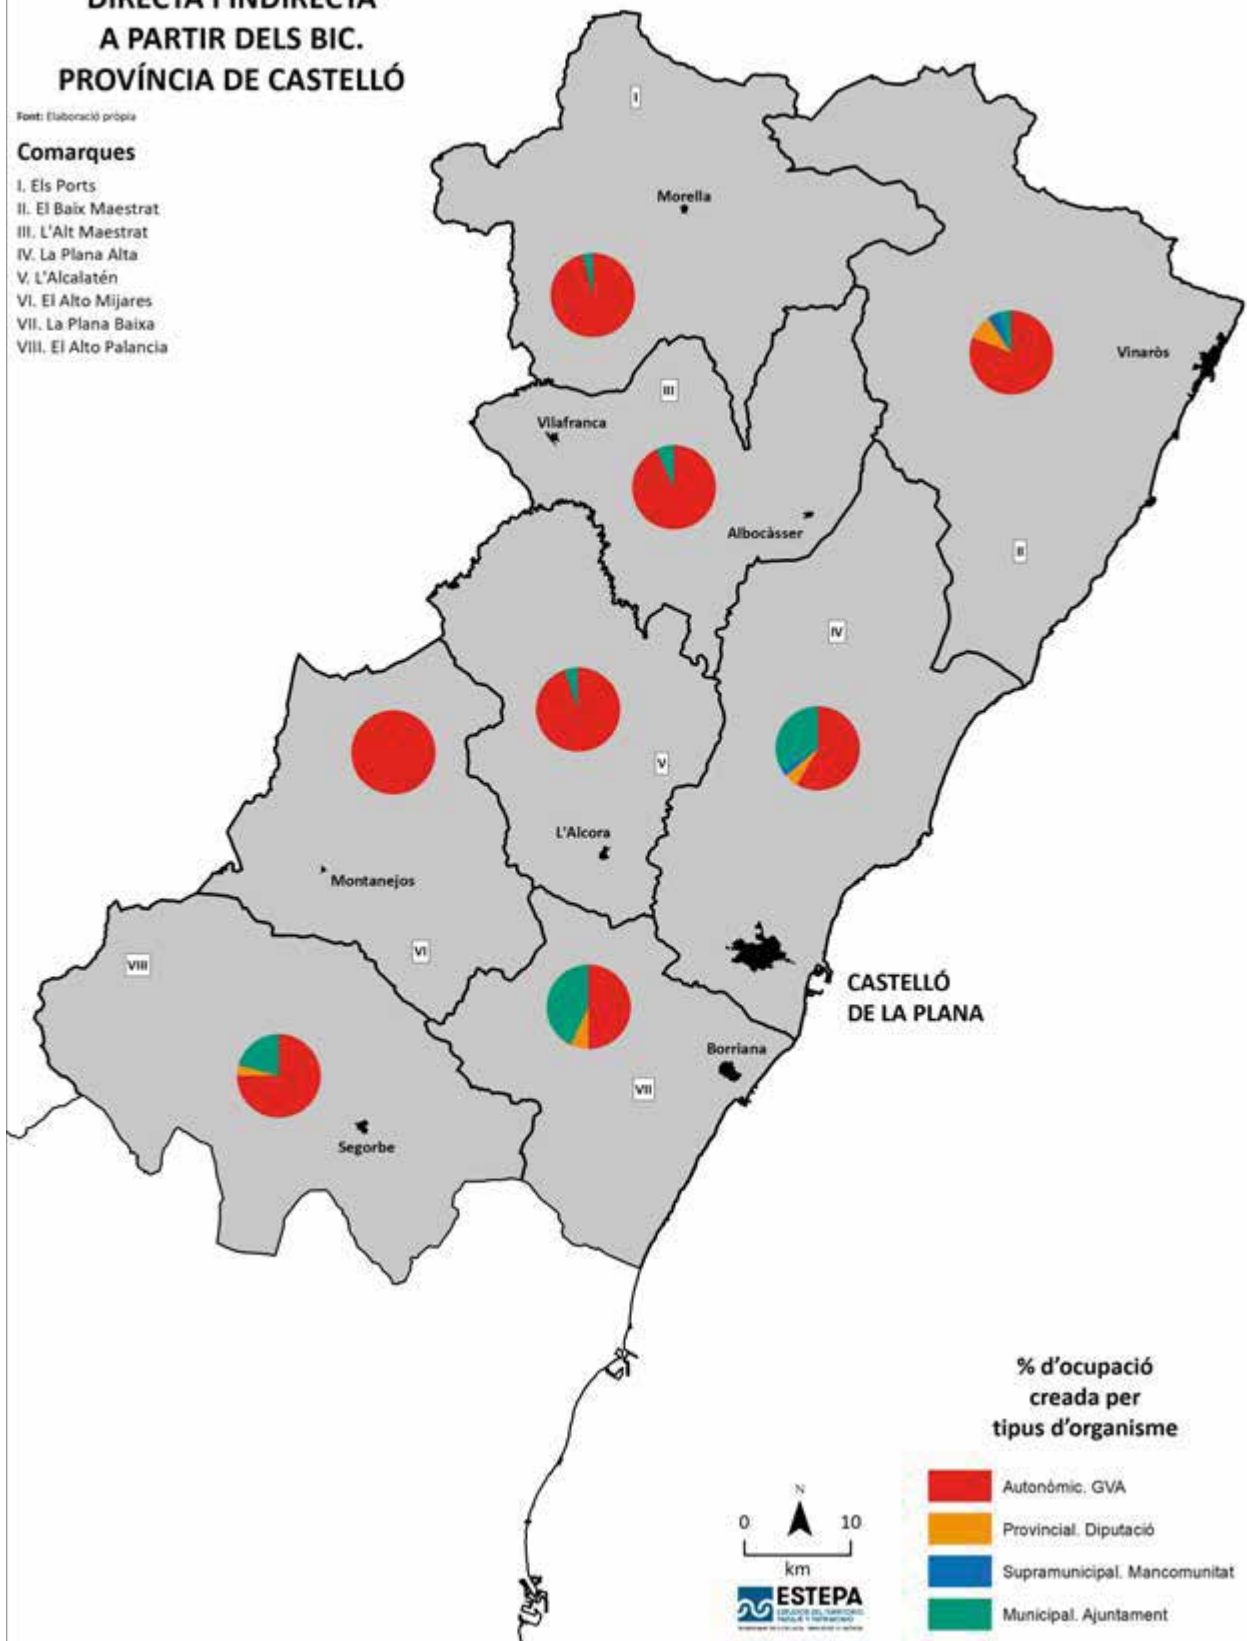 DIRECTA I INDIRECTA
A PARTIR DELS BIC.
PROVÍNCIA DE CASTELLÓ
Font: Elaboració pròpia
Comarques
I. Els Ports
II. El Baix Maestrat
III. L'Alt Maestrat
IV. La Plana Alta
V. L'Alcalatén
VI. El Alto Mijares
VII. La Plana Baixa
VIII. El Alto Palancia
I
Morella
Vinaròs
III
Vilafranca
Albocàsser
II
IV
V
L'Alcora
Montanejos
VI
VIII
CASTELLÓ
DE LA PLANA
Borriana
VII
Segorbe
% d'ocupació
creada per
tipus d'organisme
Autonòmic. GVA
Provincial. Diputació
Supramunicipal. Mancomunitat
Municipal. Ajuntament
N
0 10
km
ESTEPA